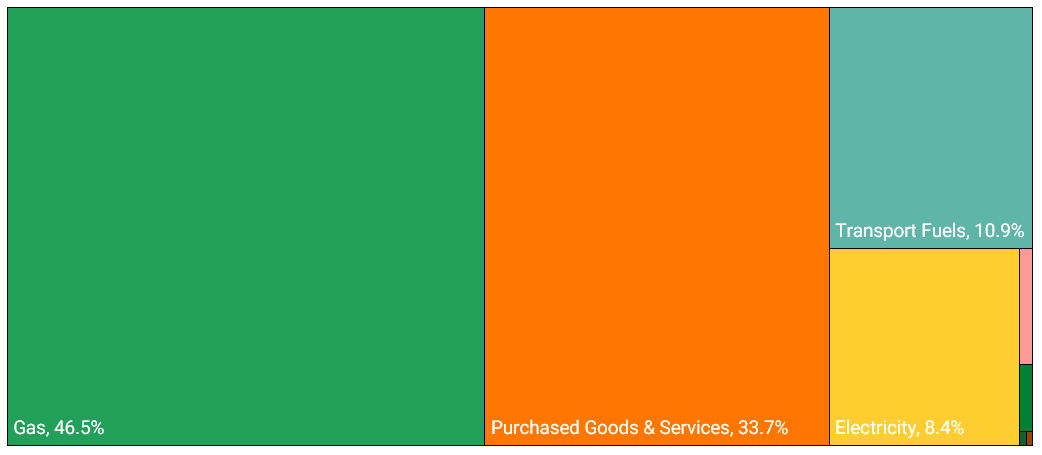 Gas, 46.5%
Purchased Goods & Services, 33.7%
Transport Fuels, 10.9%
Electricity, 8.4%